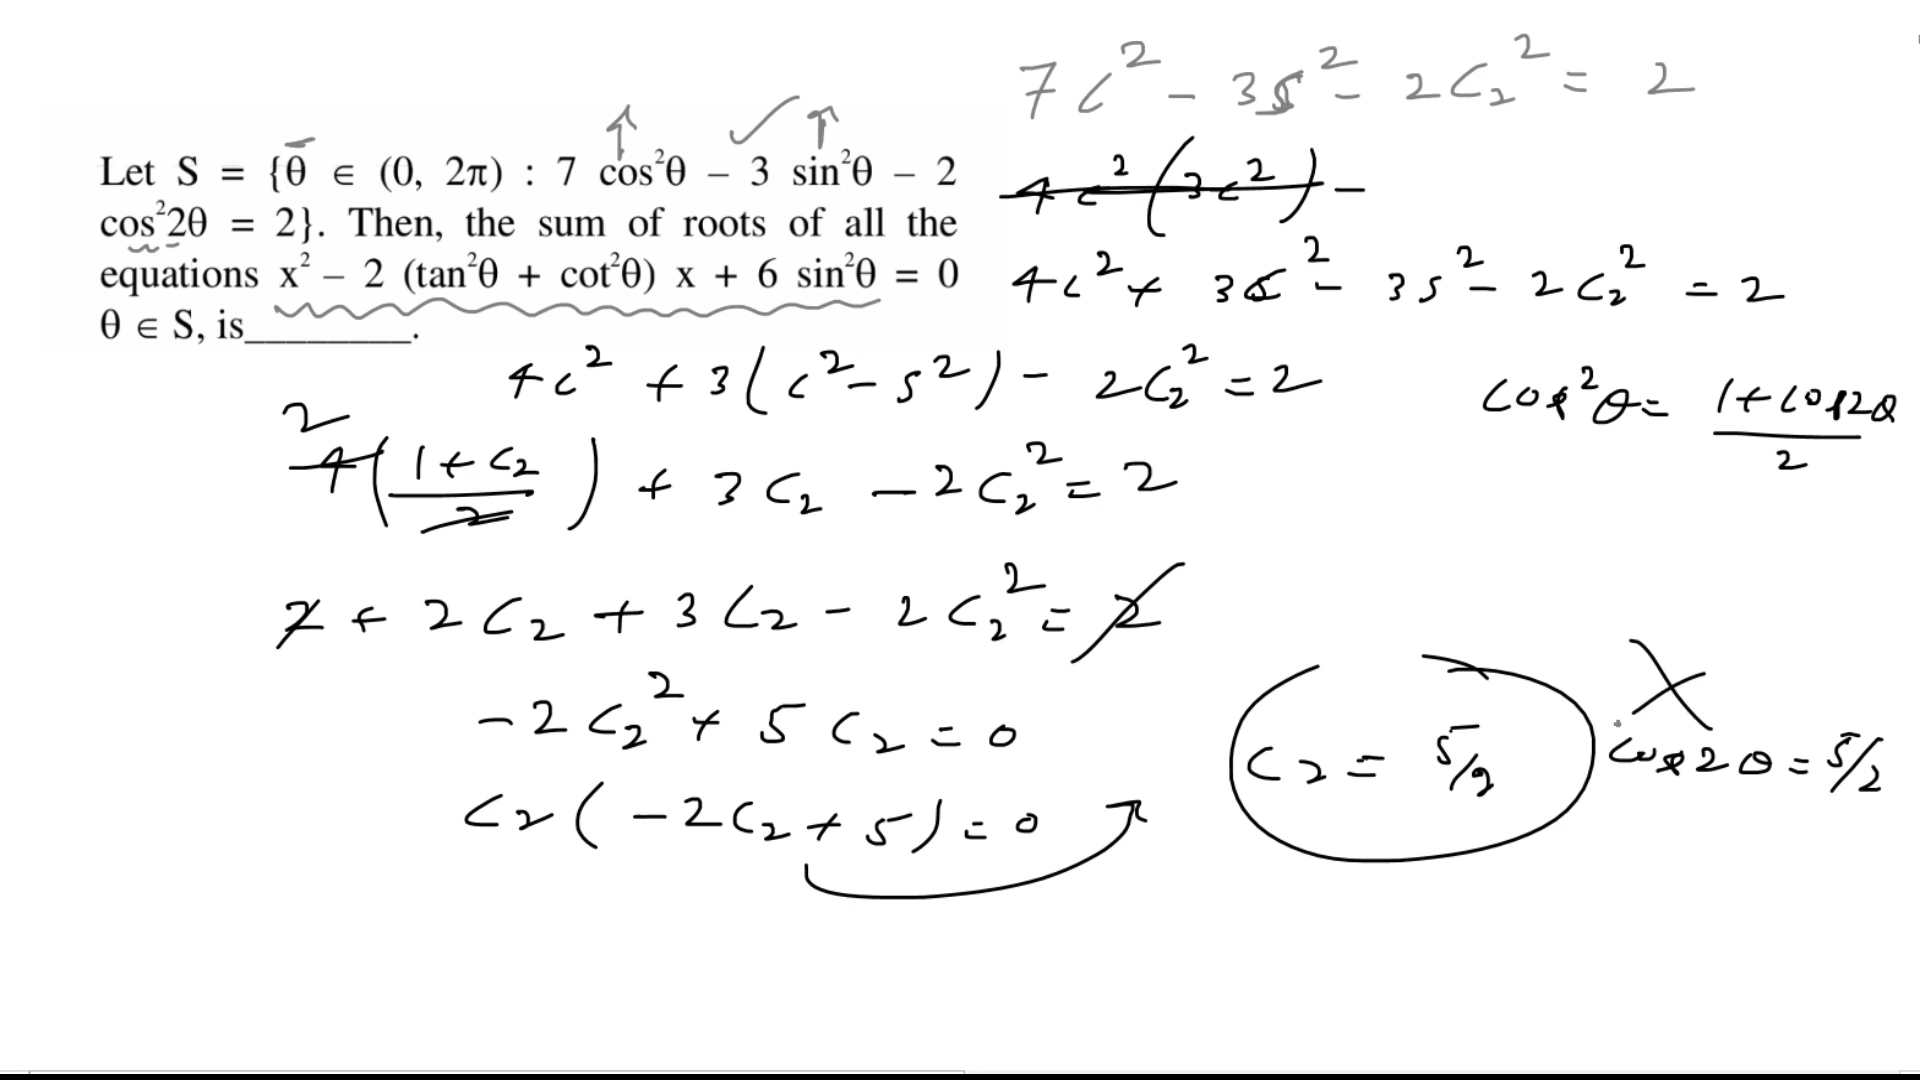 7c² - 3s² - 2c₂² = 2
Let S = {θ ∈ (0, 2π) : 7 cos²θ – 3 sin²θ – 2
cos²2θ = 2}. Then, the sum of roots of all the
equations x² – 2 (tan²θ + cot²θ) x + 6 sin²θ = 0
θ ∈ S, is________.
4c²(3c²) -
4c² + 3c² - 3s² - 2c₂² = 2
4c² + 3(c² - s²) - 2c₂² = 2
cos²θ = (1 + cos2θ)/2
2
4((1 + c₂)/2) + 3c₂ - 2c₂² = 2
2 + 2c₂ + 3c₂ - 2c₂² = 2
-2c₂² + 5c₂ = 0
c₂ = 5/2
cos2θ = 5/2
c₂(-2c₂ + 5) = 0